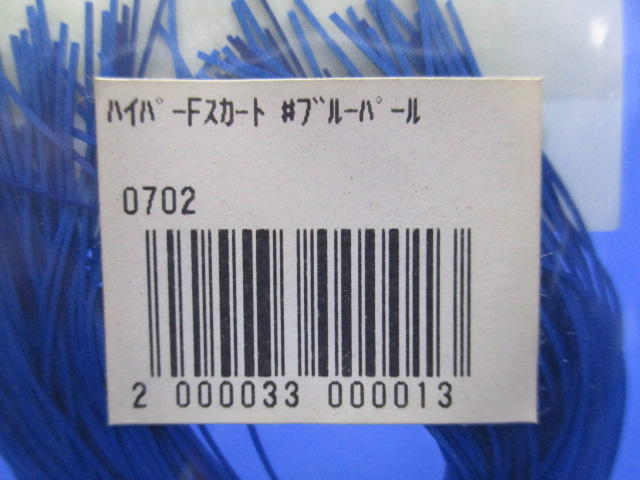 ﾊｲﾊﾟｰFｽｶｰﾄ #ﾌﾞﾙｰﾊﾟｰﾙ
0702
2 000033 000013